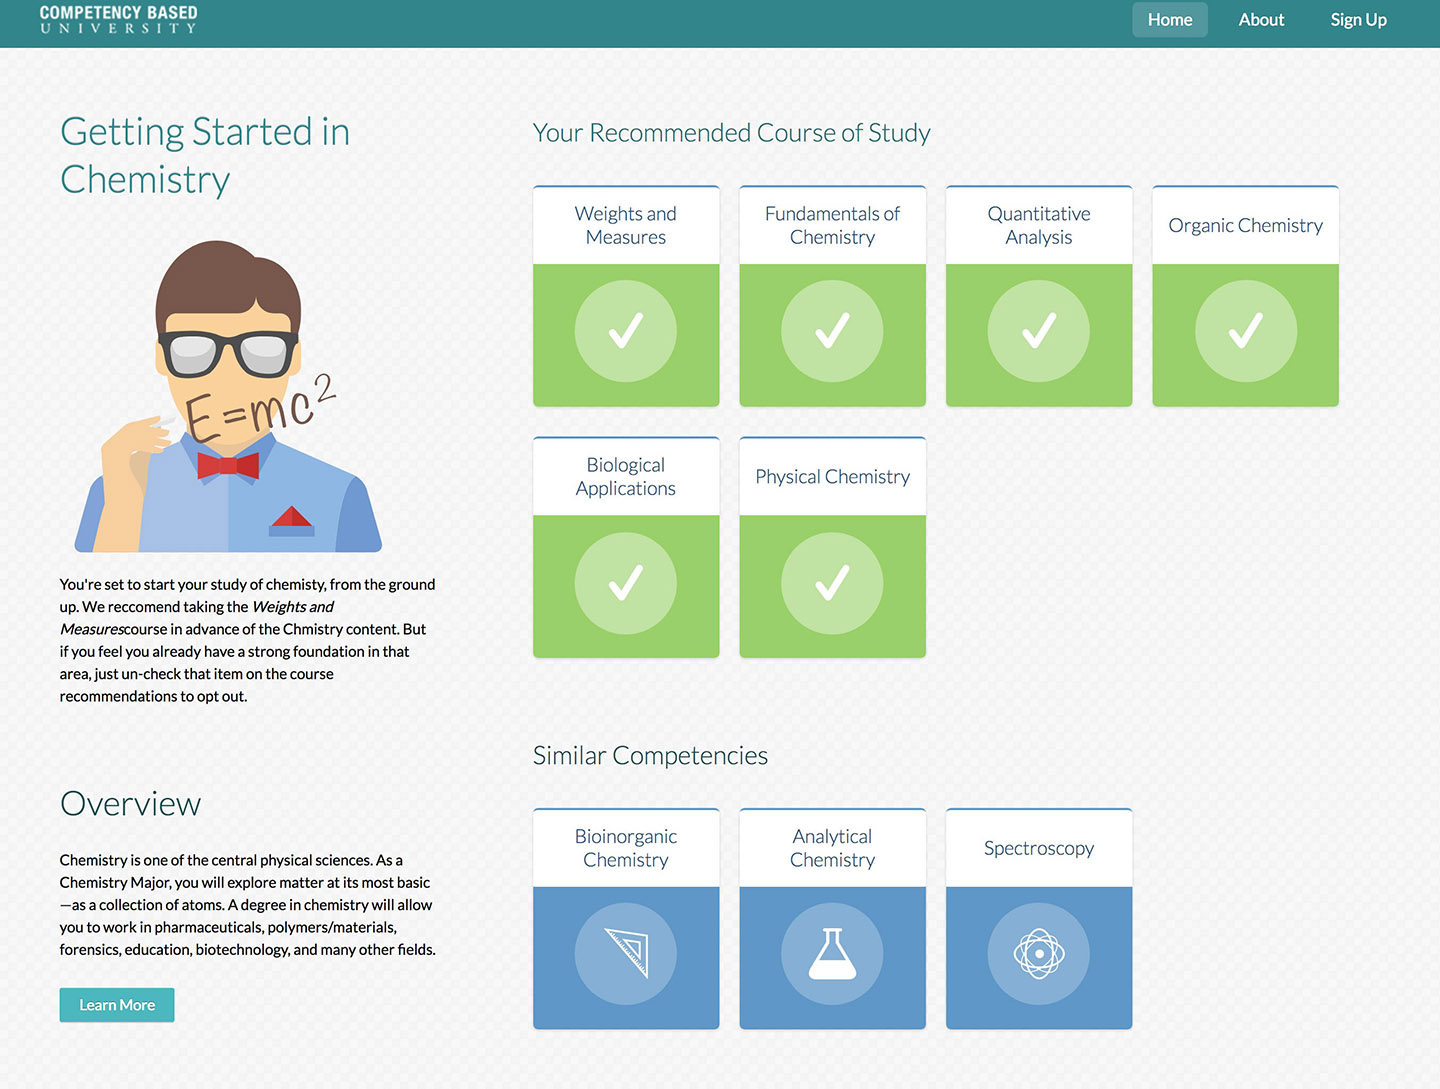 COMPETENCY BASED
UNIVERSITY
Home
About
Sign Up
Getting Started in
Chemistry
E=mc²
You're set to start your study of chemisty, from the ground
up. We reccomend taking the Weights and
Measurescourse in advance of the Chmistry content. But
if you feel you already have a strong foundation in that
area, just un-check that item on the course
recommendations to opt out.
Overview
Chemistry is one of the central physical sciences. As a
Chemistry Major, you will explore matter at its most basic
—as a collection of atoms. A degree in chemistry will allow
you to work in pharmaceuticals, polymers/materials,
forensics, education, biotechnology, and many other fields.
Learn More
Your Recommended Course of Study
Weights and
Measures
Fundamentals of
Chemistry
Quantitative
Analysis
Organic Chemistry
Biological
Applications
Physical Chemistry
Similar Competencies
Bioinorganic
Chemistry
Analytical
Chemistry
Spectroscopy